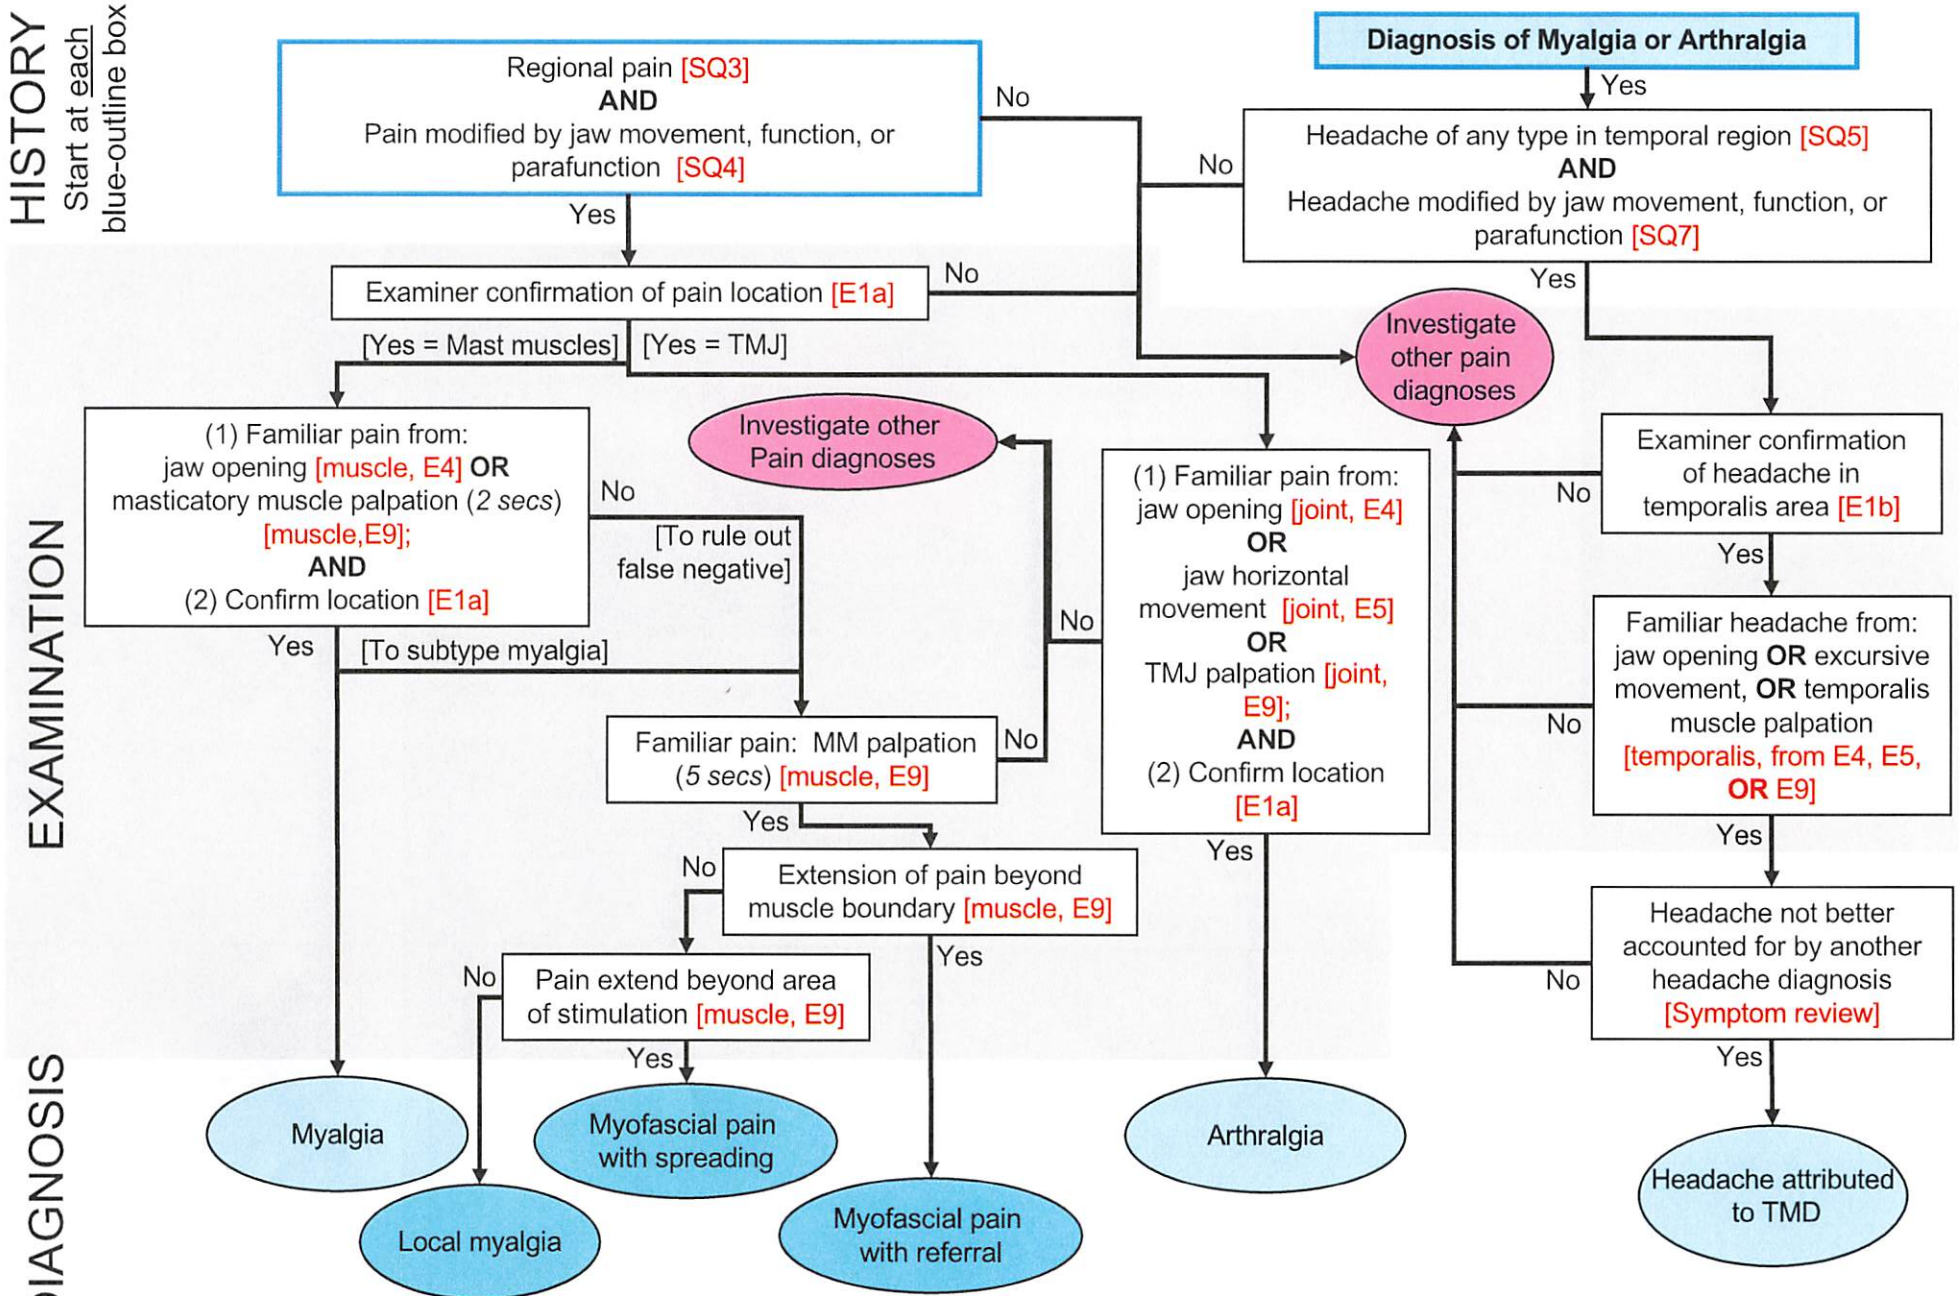 HISTORY
Start at each
blue-outline box
Regional pain [SQ3]
AND
Pain modified by jaw movement, function, or
parafunction [SQ4]
No
Yes
Diagnosis of Myalgia or Arthralgia
Yes
Headache of any type in temporal region [SQ5]
AND
Headache modified by jaw movement, function, or
parafunction [SQ7]
No
Yes
EXAMINATION
Examiner confirmation of pain location [E1a]
No
[Yes = Mast muscles]
[Yes = TMJ]
Investigate
other pain
diagnoses
(1) Familiar pain from:
jaw opening [muscle, E4] OR
masticatory muscle palpation (2 secs)
[muscle,E9];
AND
(2) Confirm location [E1a]
No
[To rule out
false negative]
Yes
[To subtype myalgia]
Investigate other
Pain diagnoses
Familiar pain: MM palpation
(5 secs) [muscle, E9]
No
Yes
Extension of pain beyond
muscle boundary [muscle, E9]
No
Yes
Pain extend beyond area
of stimulation [muscle, E9]
No
Yes
(1) Familiar pain from:
jaw opening [joint, E4]
OR
jaw horizontal
movement [joint, E5]
OR
TMJ palpation [joint,
E9];
AND
(2) Confirm location
[E1a]
No
Yes
Examiner confirmation
of headache in
temporalis area [E1b]
No
Yes
Familiar headache from:
jaw opening OR excursive
movement, OR temporalis
muscle palpation
[temporalis, from E4, E5,
OR E9]
No
Yes
Headache not better
accounted for by another
headache diagnosis
[Symptom review]
No
Yes
DIAGNOSIS
Myalgia
Local myalgia
Myofascial pain
with spreading
Myofascial pain
with referral
Arthralgia
Headache attributed
to TMD